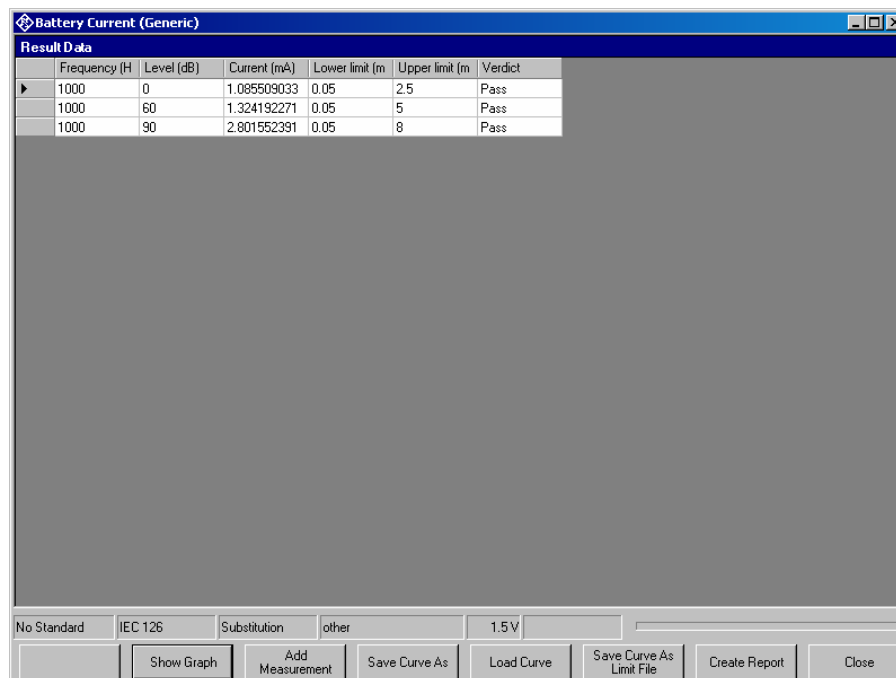 Battery Current (Generic)
Result Data
Frequency (H Level (dB) Current (mA) Lower limit (m Upper limit (m Verdict
1000 0 1.085509033 0.05 2.5 Pass
1000 60 1.324192271 0.05 5 Pass
1000 90 2.801552391 0.05 8 Pass
No Standard IEC 126 Substitution other 1.5 V
Show Graph Add Measurement Save Curve As Load Curve Save Curve As Limit File Create Report Close